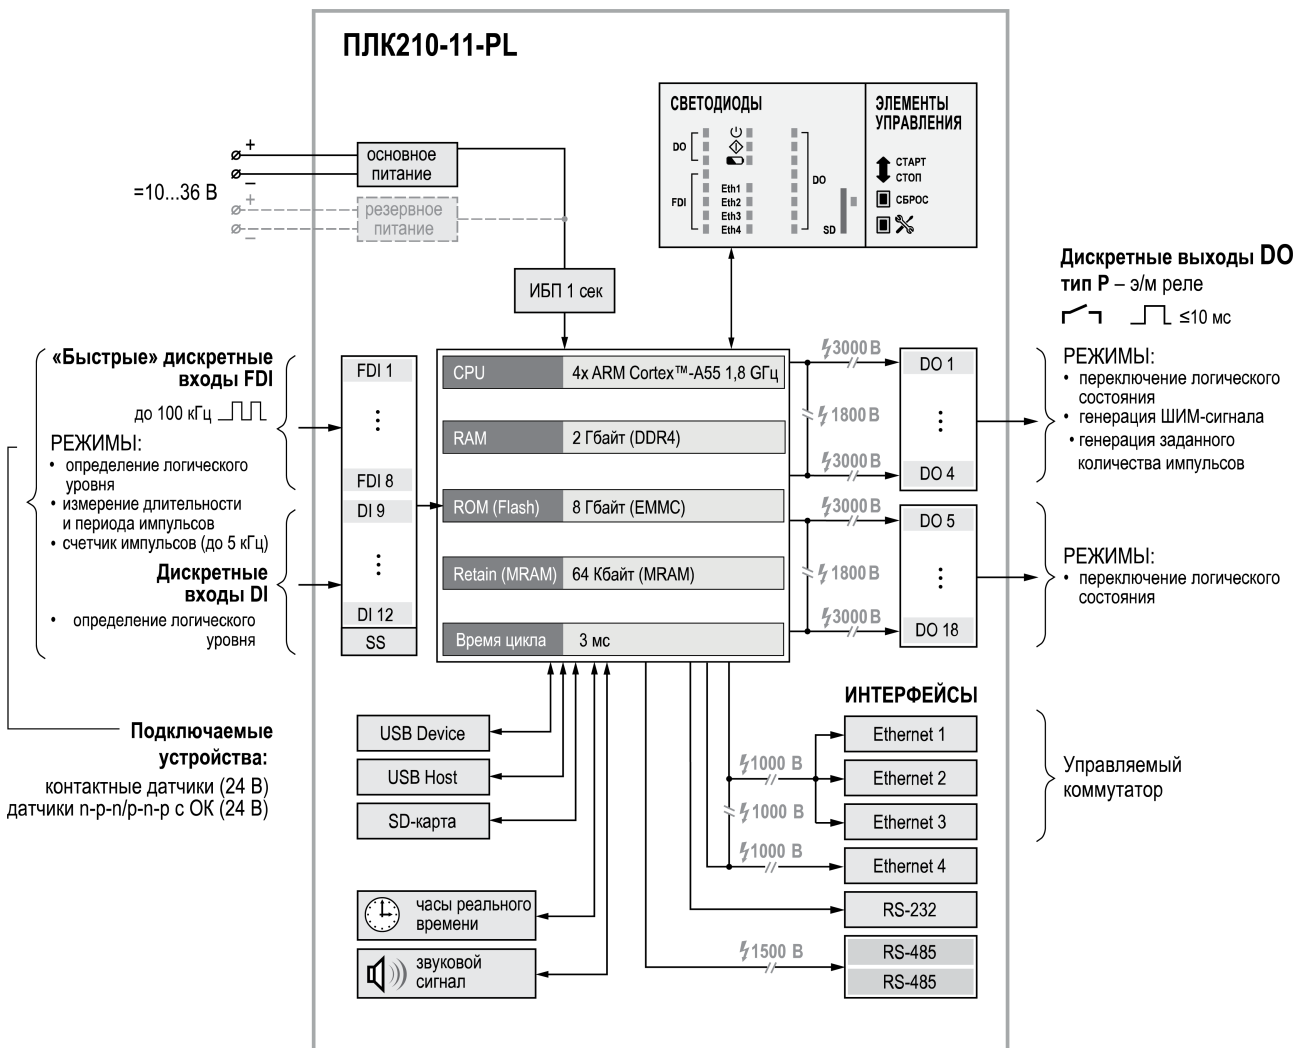 ПЛК210-11-PL
СВЕТОДИОДЫ
DO
FDI
Eth1
Eth2
Eth3
Eth4
DO
SD
ЭЛЕМЕНТЫ
УПРАВЛЕНИЯ
СТАРТ
СТОП
СБРОС
=10...36 В
+
–
+
–
основное
питание
резервное
питание
ИБП 1 сек
Дискретные выходы DO
тип Р – э/м реле
≤10 мс
«Быстрые» дискретные
входы FDI
до 100 кГц
РЕЖИМЫ:
• определение логического
уровня
• измерение длительности
и периода импульсов
• счетчик импульсов (до 5 кГц)
Дискретные
входы DI
• определение логического
уровня
Подключаемые
устройства:
контактные датчики (24 В)
датчики n-p-n/p-n-p с ОК (24 В)
FDI 1
FDI 8
DI 9
DI 12
SS
CPU 4x ARM Cortex™-A55 1,8 ГГц
RAM 2 Гбайт (DDR4)
ROM (Flash) 8 Гбайт (EMMC)
Retain (MRAM) 64 Кбайт (MRAM)
Время цикла 3 мс
3000 В
1800 В
3000 В
3000 В
1800 В
3000 В
DO 1
DO 4
DO 5
DO 18
РЕЖИМЫ:
• переключение логического
состояния
• генерация ШИМ-сигнала
• генерация заданного
количества импульсов
РЕЖИМЫ:
• переключение логического
состояния
USB Device
USB Host
SD-карта
часы реального
времени
звуковой
сигнал
ИНТЕРФЕЙСЫ
1000 В
1000 В
1000 В
1500 В
Ethernet 1
Ethernet 2
Ethernet 3
Ethernet 4
RS-232
RS-485
RS-485
Управляемый
коммутатор